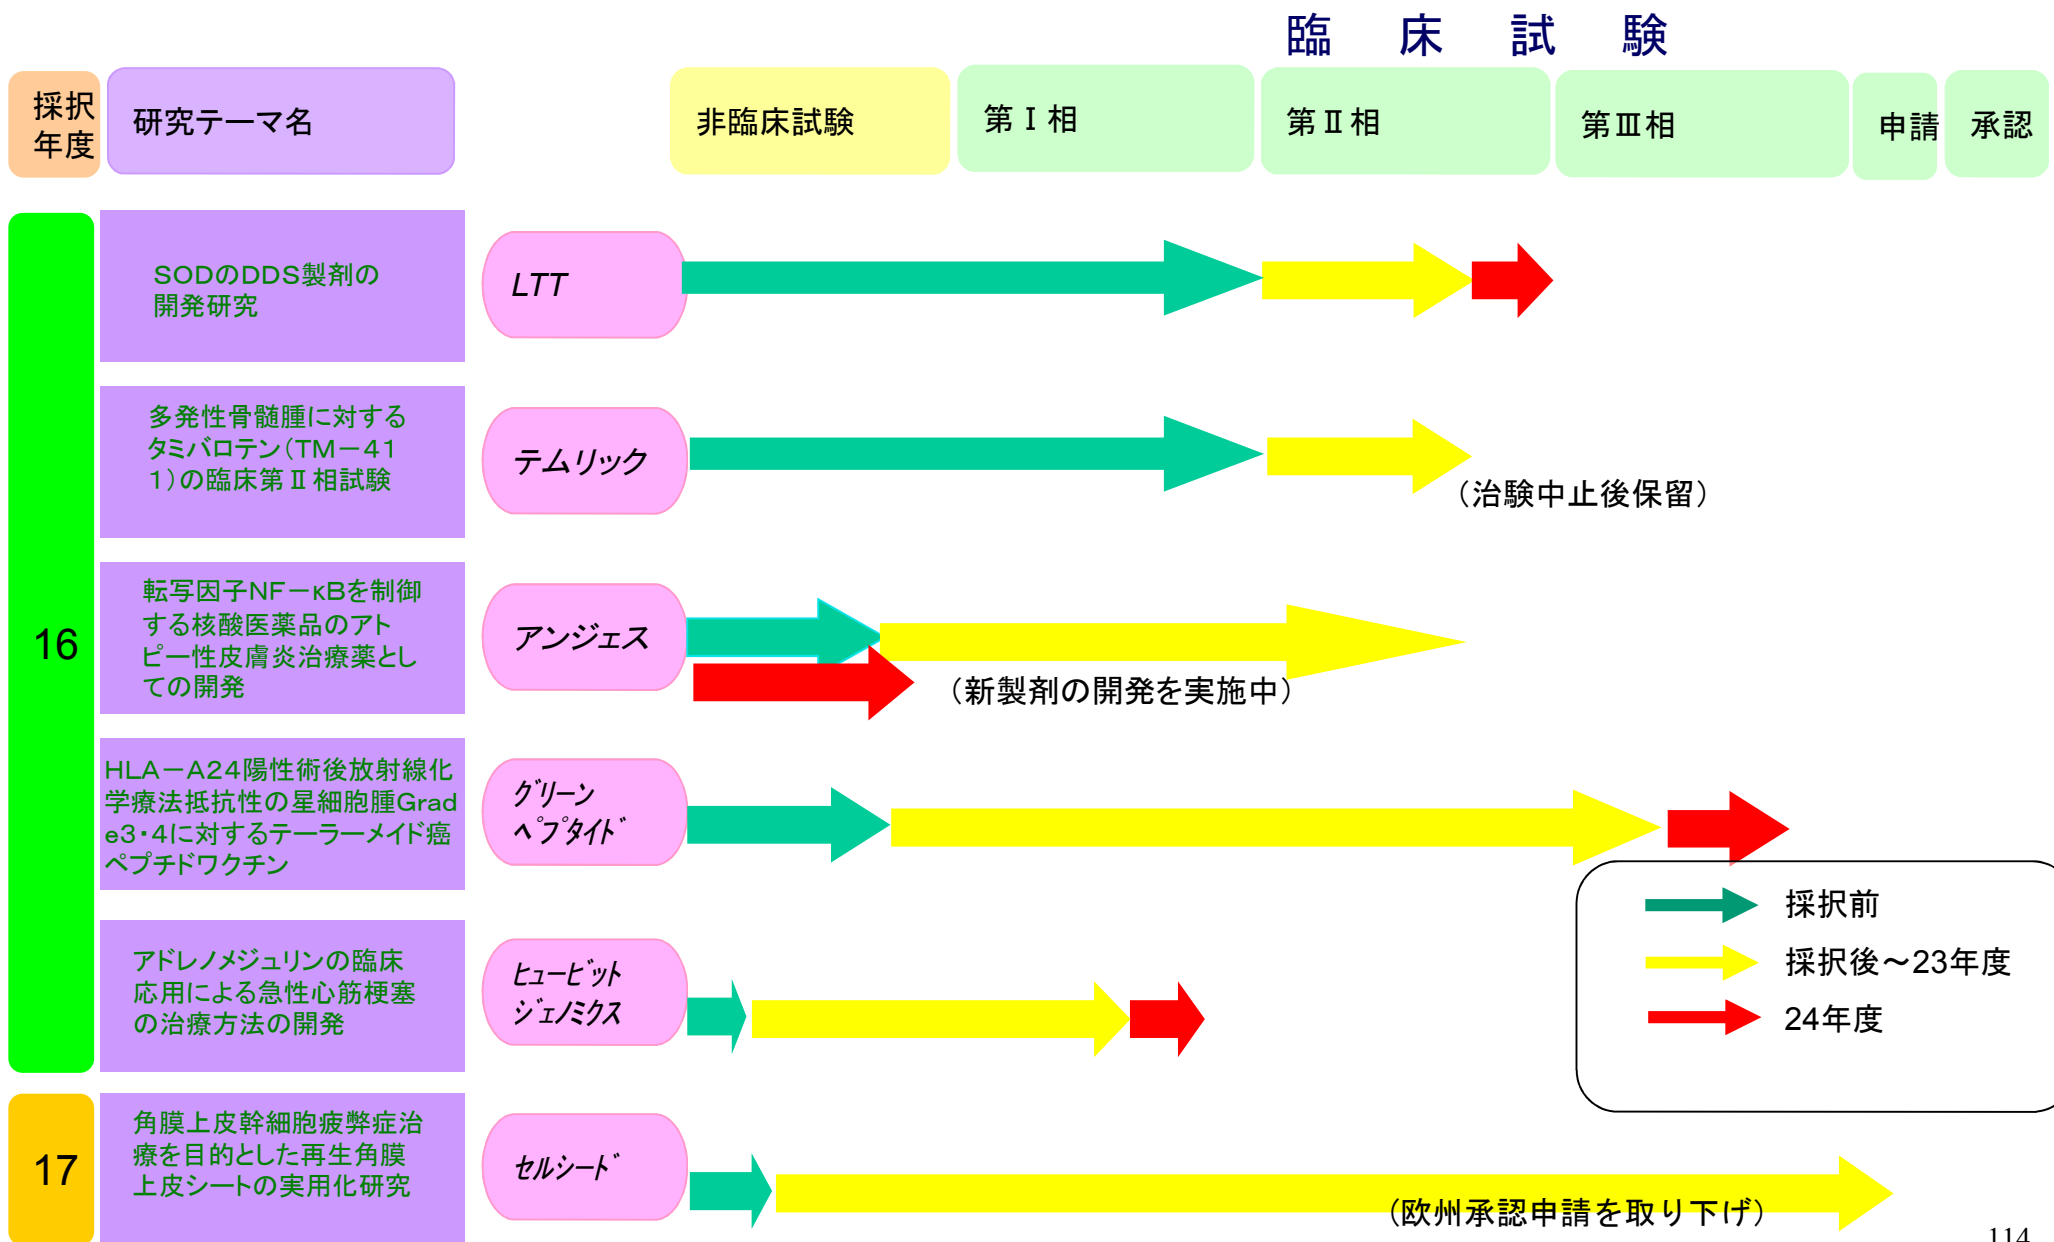 臨床試験
採択
年度
研究テーマ名
非臨床試験
第Ⅰ相
第Ⅱ相
第Ⅲ相
申請
承認
16
SODのDDS製剤の
開発研究
LTT
多発性骨髄腫に対する
タミバロテン(TM－41
1)の臨床第Ⅱ相試験
テムリック
(治験中止後保留)
転写因子NF－κBを制御
する核酸医薬品のアト
ピー性皮膚炎治療薬とし
ての開発
アンジェス
(新製剤の開発を実施中)
HLA－A24陽性術後放射線化
学療法抵抗性の星細胞腫Grad
e3・4に対するテーラーメイド癌
ペプチドワクチン
グリーン
ペプタイド
アドレノメジュリンの臨床
応用による急性心筋梗塞
の治療方法の開発
ヒュービット
ジェノミクス
採択前
採択後～23年度
24年度
17
角膜上皮幹細胞疲弊症治
療を目的とした再生角膜
上皮シートの実用化研究
セルシード
(欧州承認申請を取り下げ)
114